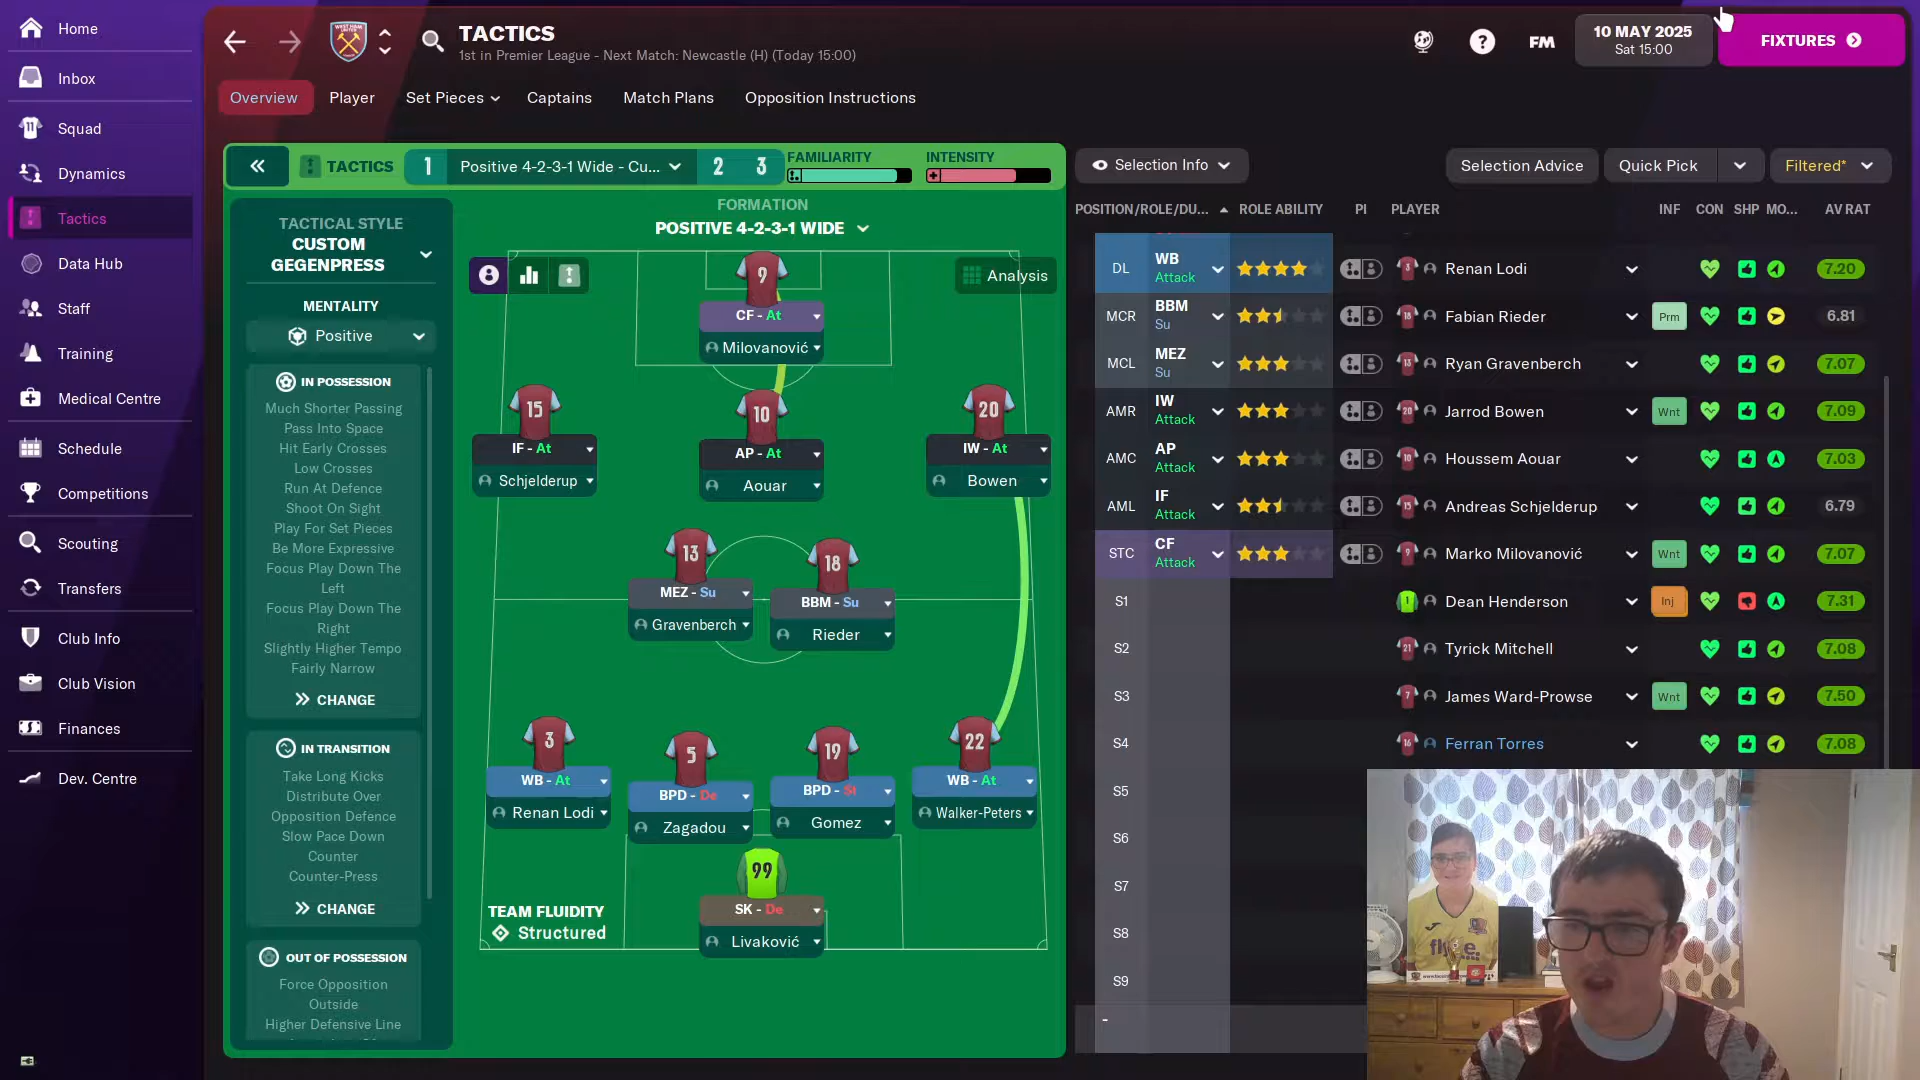 Home
Inbox
Squad
Dynamics
Tactics
Data Hub
Staff
Training
Medical Centre
Schedule
Competitions
Scouting
Transfers
Club Info
Club Vision
Finances
Dev. Centre
TACTICS
1st in Premier League - Next Match: Newcastle (H) (Today 15:00)
FM
10 MAY 2025
Sat 15:00
FIXTURES
Overview
Player
Set Pieces
Captains
Match Plans
Opposition Instructions
TACTICS
1
Positive 4-2-3-1 Wide - Cu...
2
3
FAMILIARITY
INTENSITY
TACTICAL STYLE
CUSTOM
GEGENPRESS
MENTALITY
Positive
IN POSSESSION
Much Shorter Passing
Pass Into Space
Hit Early Crosses
Low Crosses
Run At Defence
Shoot On Sight
Play For Set Pieces
Be More Expressive
Focus Play Down The
Left
Focus Play Down The
Right
Slightly Higher Tempo
Fairly Narrow
CHANGE
IN TRANSITION
Take Long Kicks
Distribute Over
Opposition Defence
Slow Pace Down
Counter
Counter-Press
CHANGE
OUT OF POSSESSION
Force Opposition
Outside
Higher Defensive Line
FORMATION
POSITIVE 4-2-3-1 WIDE
Analysis
9
CF - At
Milovanović
15
IF - At
Schjelderup
10
AP - At
Aouar
20
IW - At
Bowen
13
MEZ - Su
Gravenberch
18
BBM - Su
Rieder
3
WB - At
Renan Lodi
5
BPD - De
Zagadou
19
BPD - St
Gomez
22
WB - At
Walker-Peters
99
SK - De
Livaković
TEAM FLUIDITY
Structured
Selection Info
Selection Advice
Quick Pick
Filtered*
POSITION/ROLE/DU... ROLE ABILITY PI PLAYER INF CON SHP MO... AV RAT
DL WB Attack Renan Lodi 7.20
MCR BBM Su Fabian Rieder Prm 6.81
MCL MEZ Su Ryan Gravenberch 7.07
AMR IW Attack Jarrod Bowen Wnt 7.09
AMC AP Attack Houssem Aouar 7.03
AML IF Attack Andreas Schjelderup 6.79
STC CF Attack Marko Milovanović Wnt 7.07
S1 Dean Henderson Inj 7.31
S2 Tyrick Mitchell 7.08
S3 James Ward-Prowse Wnt 7.50
S4 Ferran Torres 7.08
S5
S6
S7
S8
S9
-